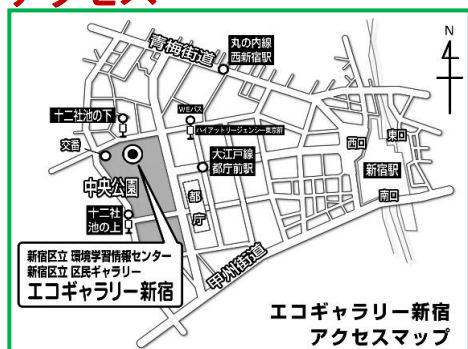 アクセス
青梅街道
丸の内線
西新宿駅
N
十二社池の下
WEバス
ハイアットリージェンシー東京前
交番
大江戸線
都庁前駅
西口
東口
新宿駅
南口
中央公園
都庁
十二社
池の上
甲州街道
新宿区立 環境学習情報センター
新宿区立 区民ギャラリー
エコギャラリー新宿
エコギャラリー新宿
アクセスマップ